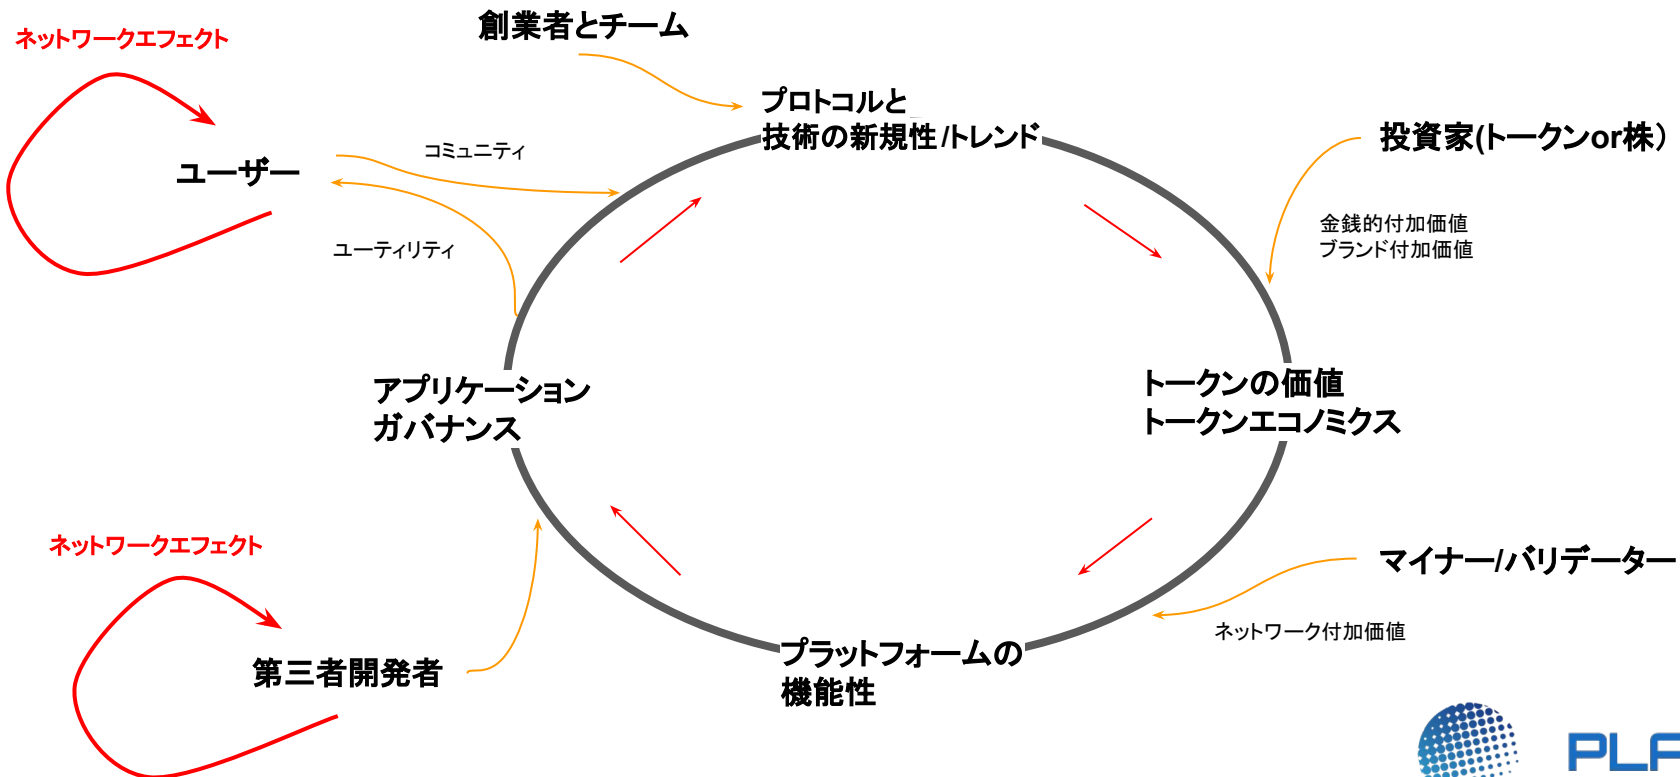 ネットワークエフェクト
創業者とチーム
プロトコルと
技術の新規性/トレンド
投資家(トークンor株）
コミュニティ
ユーザー
ユーティリティ
金銭的付加価値
ブランド付加価値
アプリケーション
ガバナンス
トークンの価値
トークンエコノミクス
ネットワークエフェクト
マイナー/バリデーター
ネットワーク付加価値
第三者開発者
プラットフォームの
機能性